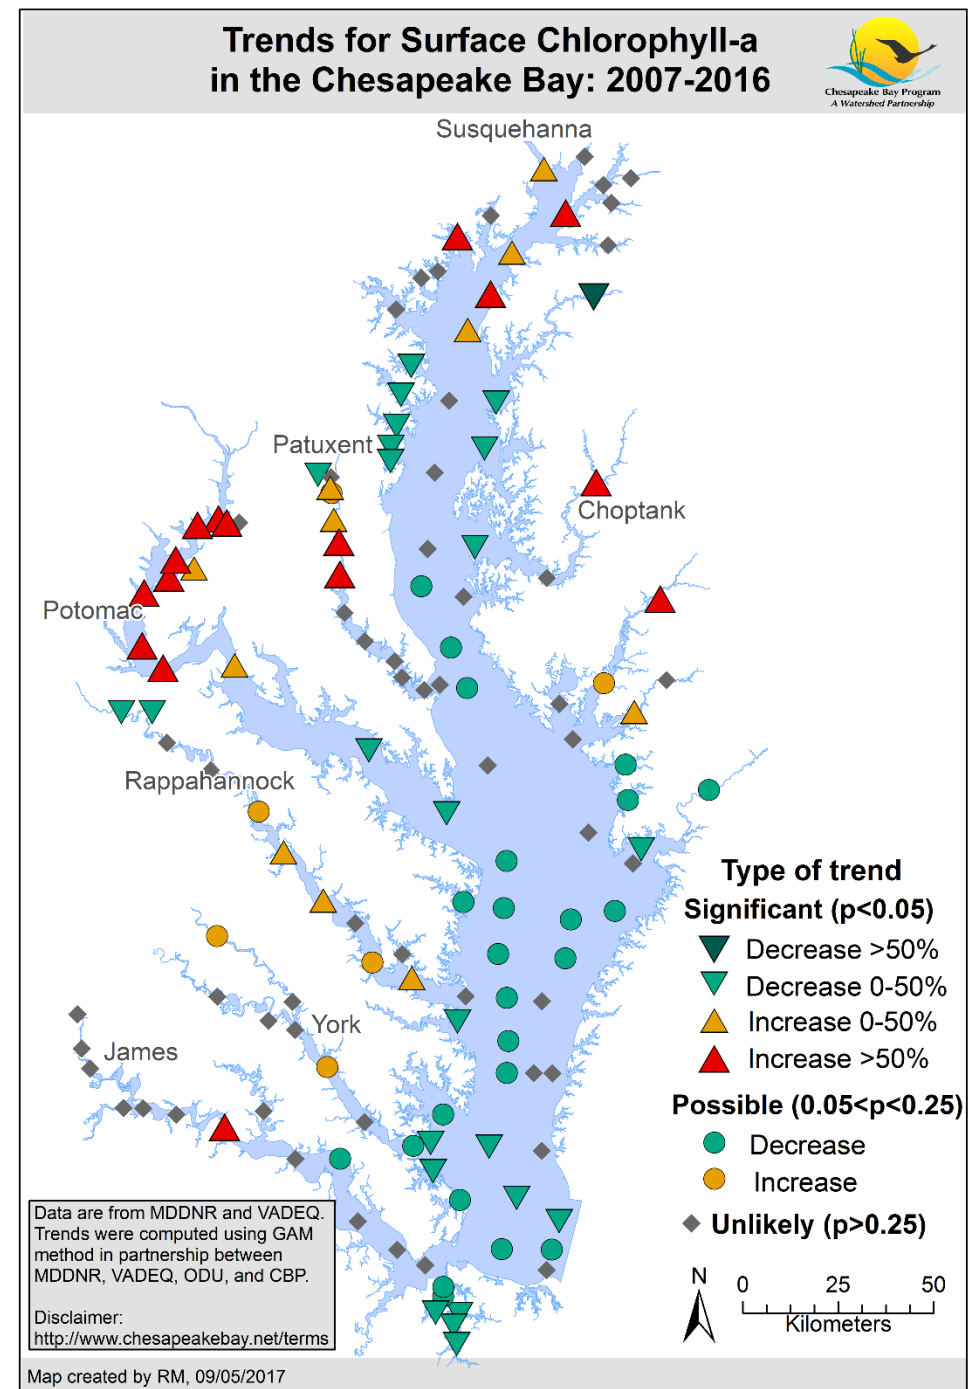 Trends for Surface Chlorophyll-a
in the Chesapeake Bay: 2007-2016
Chesapeake Bay Program
A Watershed Partnership
Susquehanna
Patuxent
Choptank
Potomac
Rappahannock
York
James
Type of trend
Significant (p<0.05)
Decrease >50%
Decrease 0-50%
Increase 0-50%
Increase >50%
Possible (0.05<p<0.25)
Decrease
Increase
Unlikely (p>0.25)
N
0 25 50
Kilometers
Data are from MDDNR and VADEQ.
Trends were computed using GAM
method in partnership between
MDDNR, VADEQ, ODU, and CBP.
Disclaimer:
http://www.chesapeakebay.net/terms
Map created by RM, 09/05/2017